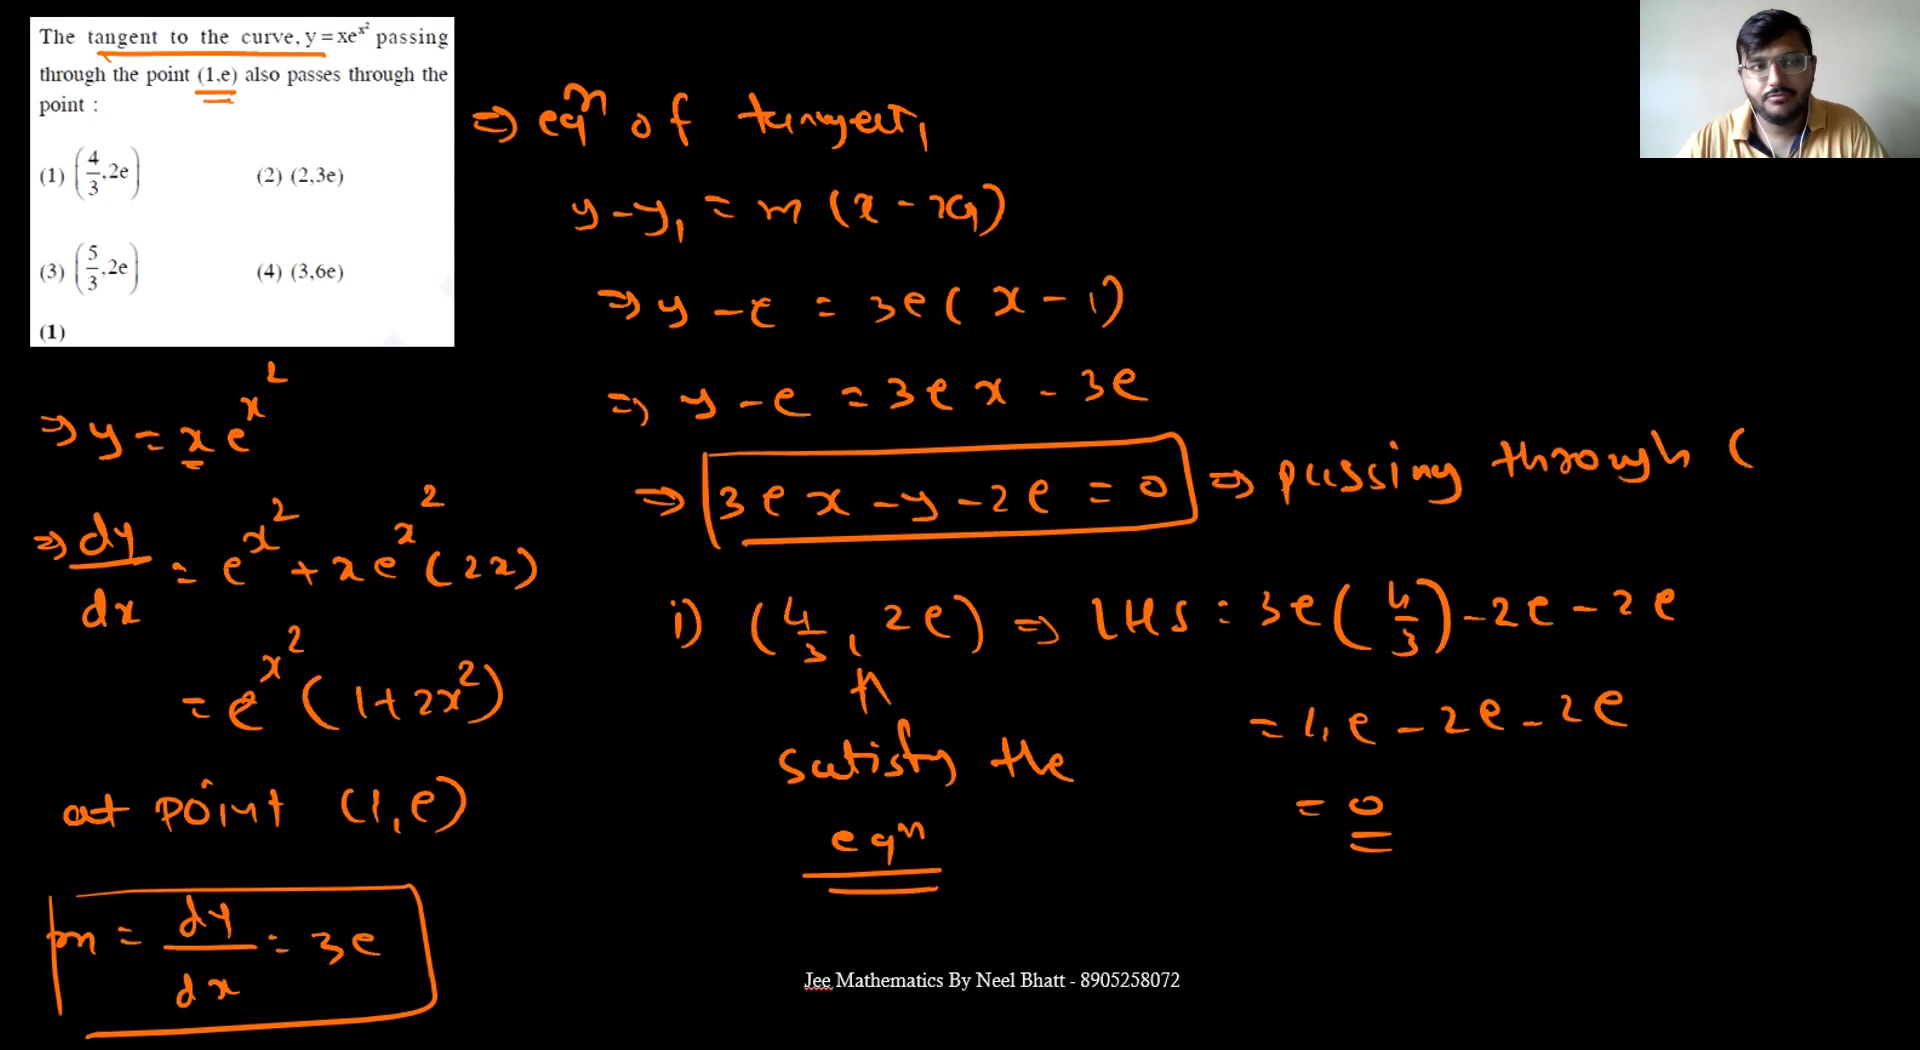 The tangent to the curve, y = xe^x² passing
through the point (1,e) also passes through the
point :
(1) (4/3, 2e) (2) (2,3e)
(3) (5/3, 2e) (4) (3,6e)
(1)
⇒ y = x e^x²
⇒ dy/dx = e^x² + x e^x² (2x)
= e^x² (1 + 2x²)
at point (1, e)
m = dy/dx = 3e
⇒ eqⁿ of tangent,
y - y₁ = m (x - x₁)
⇒ y - e = 3e (x - 1)
⇒ y - e = 3e x - 3e
⇒ 3e x - y - 2e = 0 ⇒ passing through (
i) (4/3, 2e) ⇒ LHS : 3e (4/3) - 2e - 2e
= 4e - 2e - 2e
= 0
satisfy the
eqⁿ
Jee Mathematics By Neel Bhatt - 8905258072